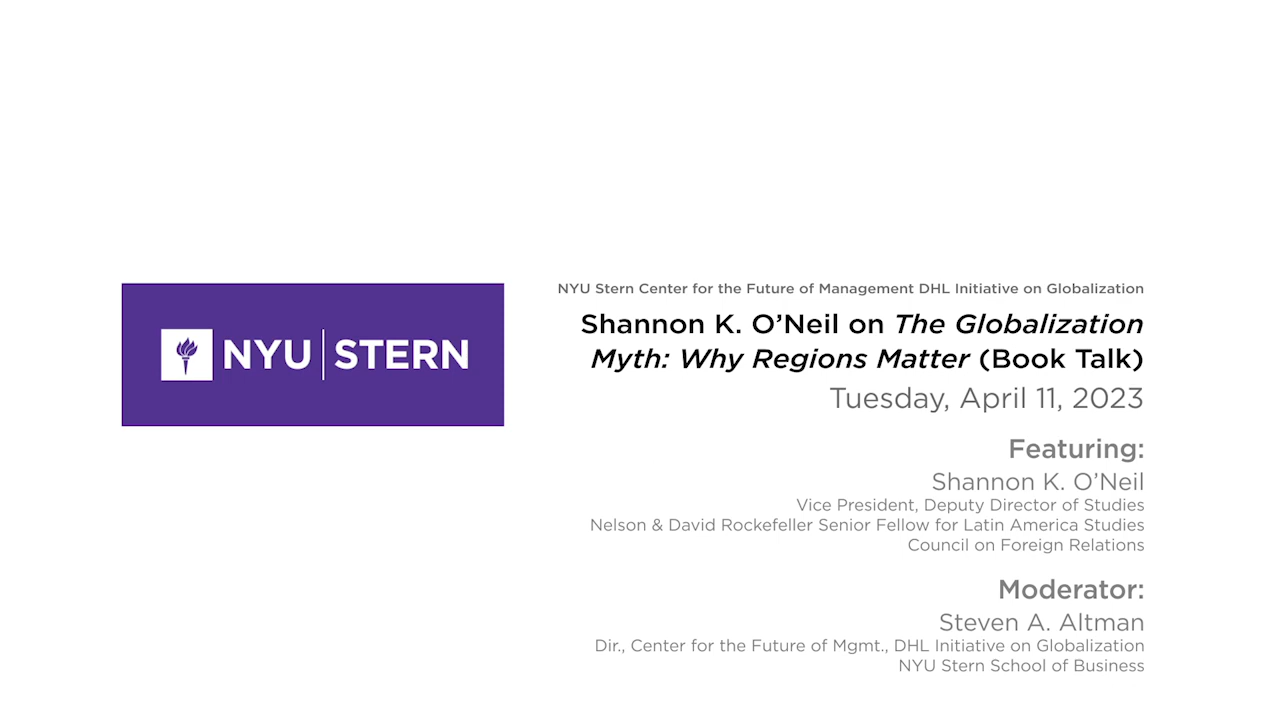 NYU STERN
NYU Stern Center for the Future of Management DHL Initiative on Globalization
Shannon K. O’Neil on The Globalization
Myth: Why Regions Matter (Book Talk)
Tuesday, April 11, 2023
Featuring:
Shannon K. O’Neil
Vice President, Deputy Director of Studies
Nelson & David Rockefeller Senior Fellow for Latin America Studies
Council on Foreign Relations
Moderator:
Steven A. Altman
Dir., Center for the Future of Mgmt., DHL Initiative on Globalization
NYU Stern School of Business